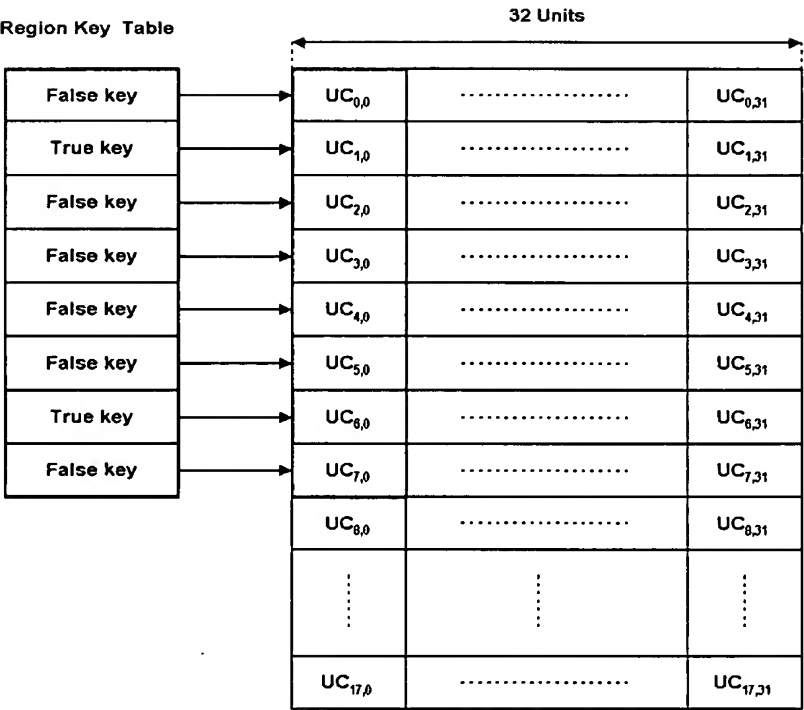 32 Units
Region Key Table
False key UC0,0 .................... UC0,31
True key UC1,0 .................... UC1,31
False key UC2,0 .................... UC2,31
False key UC3,0 .................... UC3,31
False key UC4,0 .................... UC4,31
False key UC5,0 .................... UC5,31
True key UC6,0 .................... UC6,31
False key UC7,0 .................... UC7,31
UC8,0 .................... UC8,31
UC17,0 .................... UC17,31